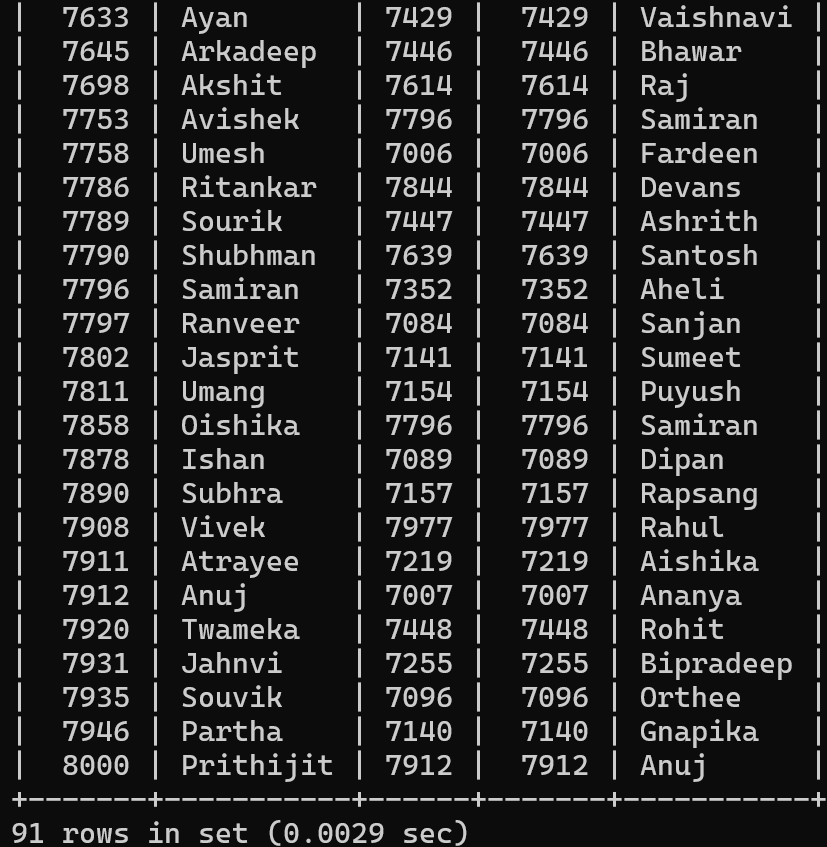 | 7633 | Ayan | 7429 | 7429 | Vaishnavi |
| 7645 | Arkadeep | 7446 | 7446 | Bhawar |
| 7698 | Akshit | 7614 | 7614 | Raj |
| 7753 | Avishek | 7796 | 7796 | Samiran |
| 7758 | Umesh | 7006 | 7006 | Fardeen |
| 7786 | Ritankar | 7844 | 7844 | Devans |
| 7789 | Sourik | 7447 | 7447 | Ashrith |
| 7790 | Shubhman | 7639 | 7639 | Santosh |
| 7796 | Samiran | 7352 | 7352 | Aheli |
| 7797 | Ranveer | 7084 | 7084 | Sanjan |
| 7802 | Jasprit | 7141 | 7141 | Sumeet |
| 7811 | Umang | 7154 | 7154 | Puyush |
| 7858 | Oishika | 7796 | 7796 | Samiran |
| 7878 | Ishan | 7089 | 7089 | Dipan |
| 7890 | Subhra | 7157 | 7157 | Rapsang |
| 7908 | Vivek | 7977 | 7977 | Rahul |
| 7911 | Atrayee | 7219 | 7219 | Aishika |
| 7912 | Anuj | 7007 | 7007 | Ananya |
| 7920 | Twameka | 7448 | 7448 | Rohit |
| 7931 | Jahnvi | 7255 | 7255 | Bipradeep |
| 7935 | Souvik | 7096 | 7096 | Orthee |
| 7946 | Partha | 7140 | 7140 | Gnapika |
| 8000 | Prithijit | 7912 | 7912 | Anuj |
+--------+------------+-------+--------+------------+
91 rows in set (0.0029 sec)